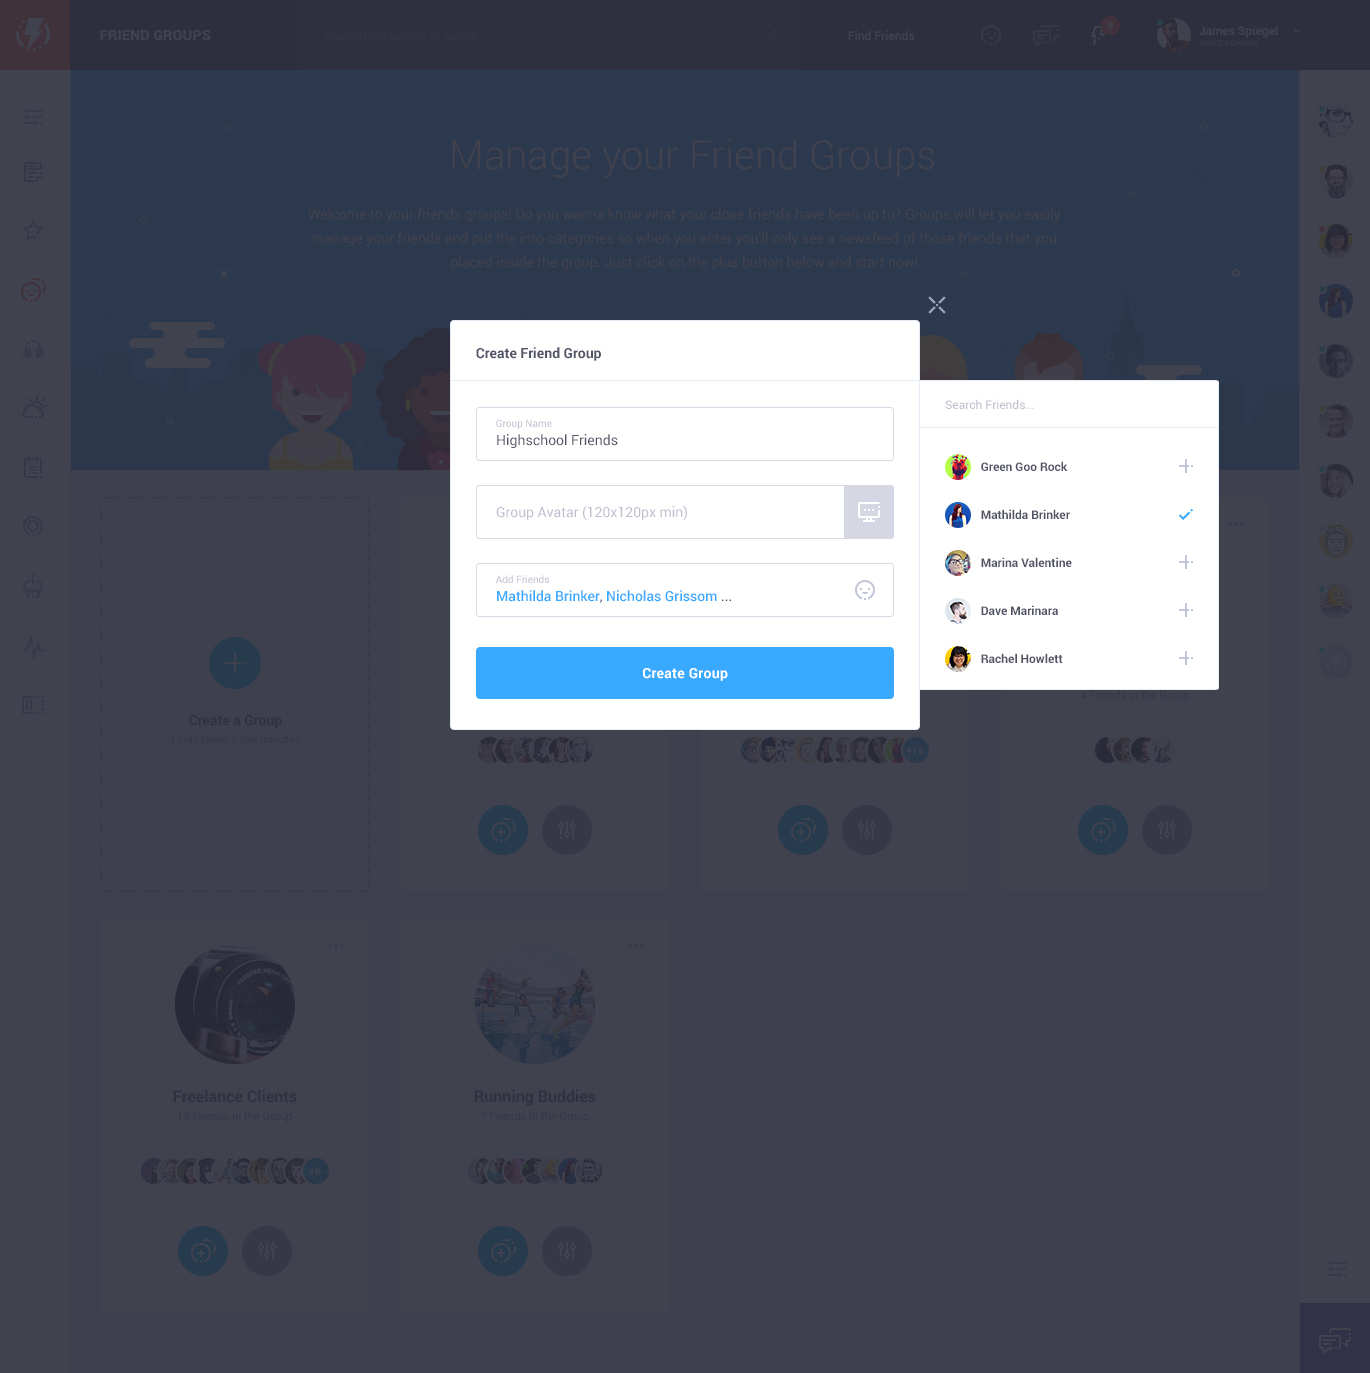 FRIEND GROUPS
Search here people or pages...
Find Friends
James Spiegel
SPACE COWBOY
Manage your Friend Groups
Welcome to your friends groups! Do you wanna know what your close friends have been up to? Groups will let you easily
manage your friends and put the into categories so when you enter you'll only see a newsfeed of those friends that you
placed inside the group. Just click on the plus button below and start now!
Create Friend Group
Group Name
Highschool Friends
Group Avatar (120x120px min)
Add Friends
Mathilda Brinker, Nicholas Grissom ...
Create Group
Search Friends...
Green Goo Rock
Mathilda Brinker
Marina Valentine
Dave Marinara
Rachel Howlett
Friends in the Group
Create a Group
It only takes a few minutes!
+16
Freelance Clients
Friends in the Group
+6
Running Buddies
7 Friends in the Group